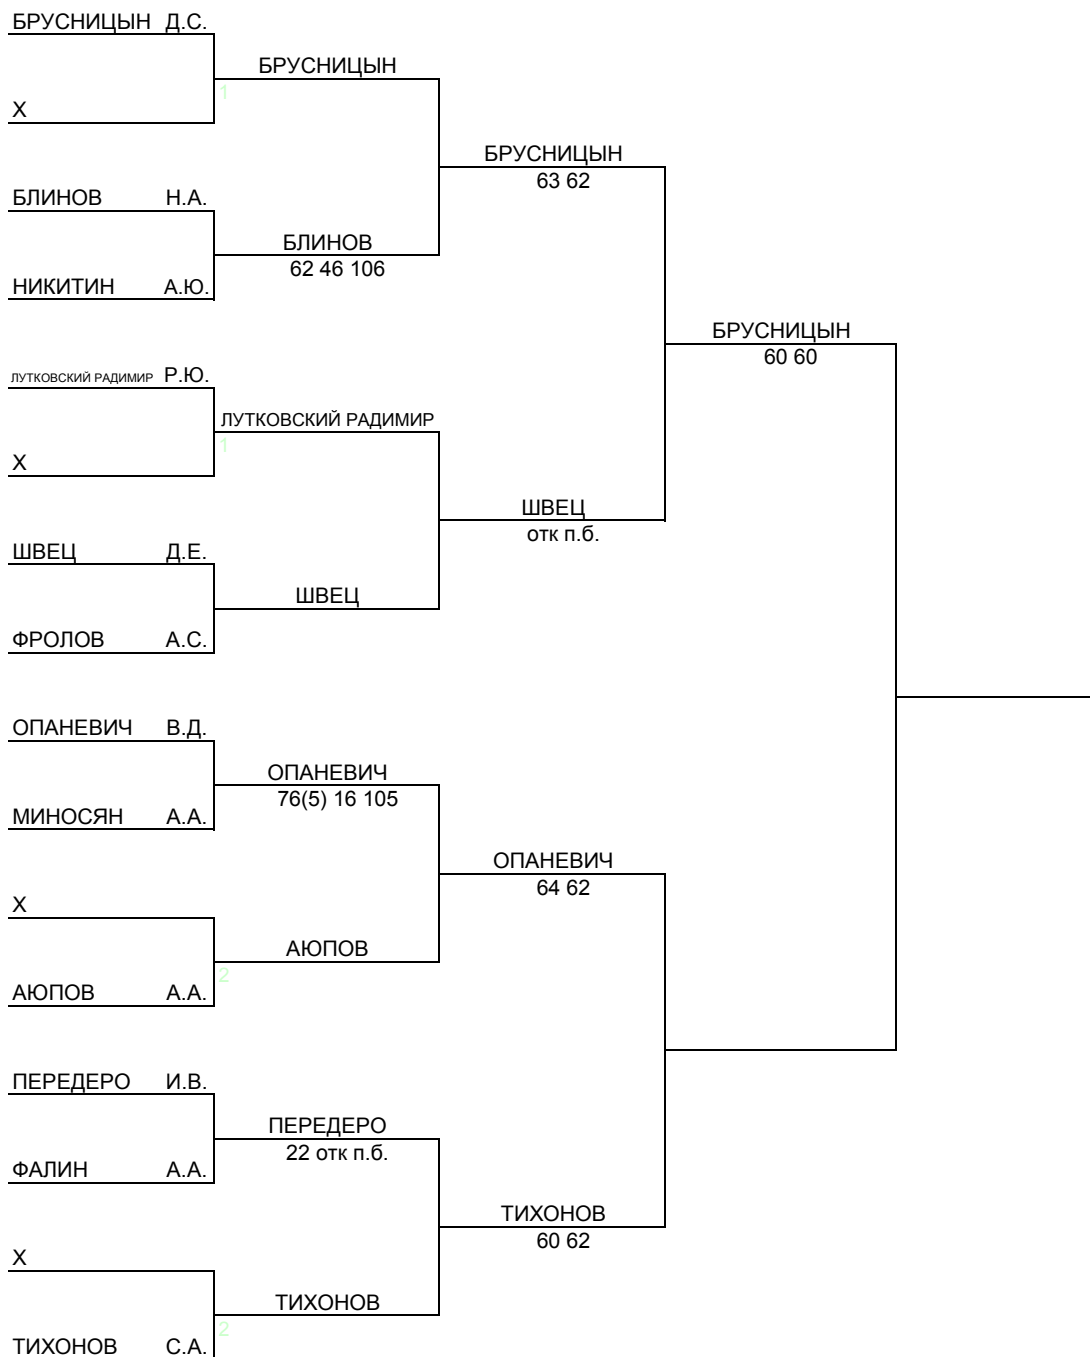 БРУСНИЦЫН Д.С.
БРУСНИЦЫН
1
X
БРУСНИЦЫН
63 62
БЛИНОВ Н.А.
БЛИНОВ
62 46 106
НИКИТИН А.Ю.
БРУСНИЦЫН
60 60
ЛУТКОВСКИЙ РАДИМИР Р.Ю.
ЛУТКОВСКИЙ РАДИМИР
1
X
ШВЕЦ
отк п.б.
ШВЕЦ Д.Е.
ШВЕЦ
ФРОЛОВ А.С.
ОПАНЕВИЧ В.Д.
ОПАНЕВИЧ
76(5) 16 105
МИНОСЯН А.А.
ОПАНЕВИЧ
64 62
X
АЮПОВ
2
АЮПОВ А.А.
ПЕРЕДЕРО И.В.
ПЕРЕДЕРО
22 отк п.б.
ФАЛИН А.А.
ТИХОНОВ
60 62
X
ТИХОНОВ
2
ТИХОНОВ С.А.